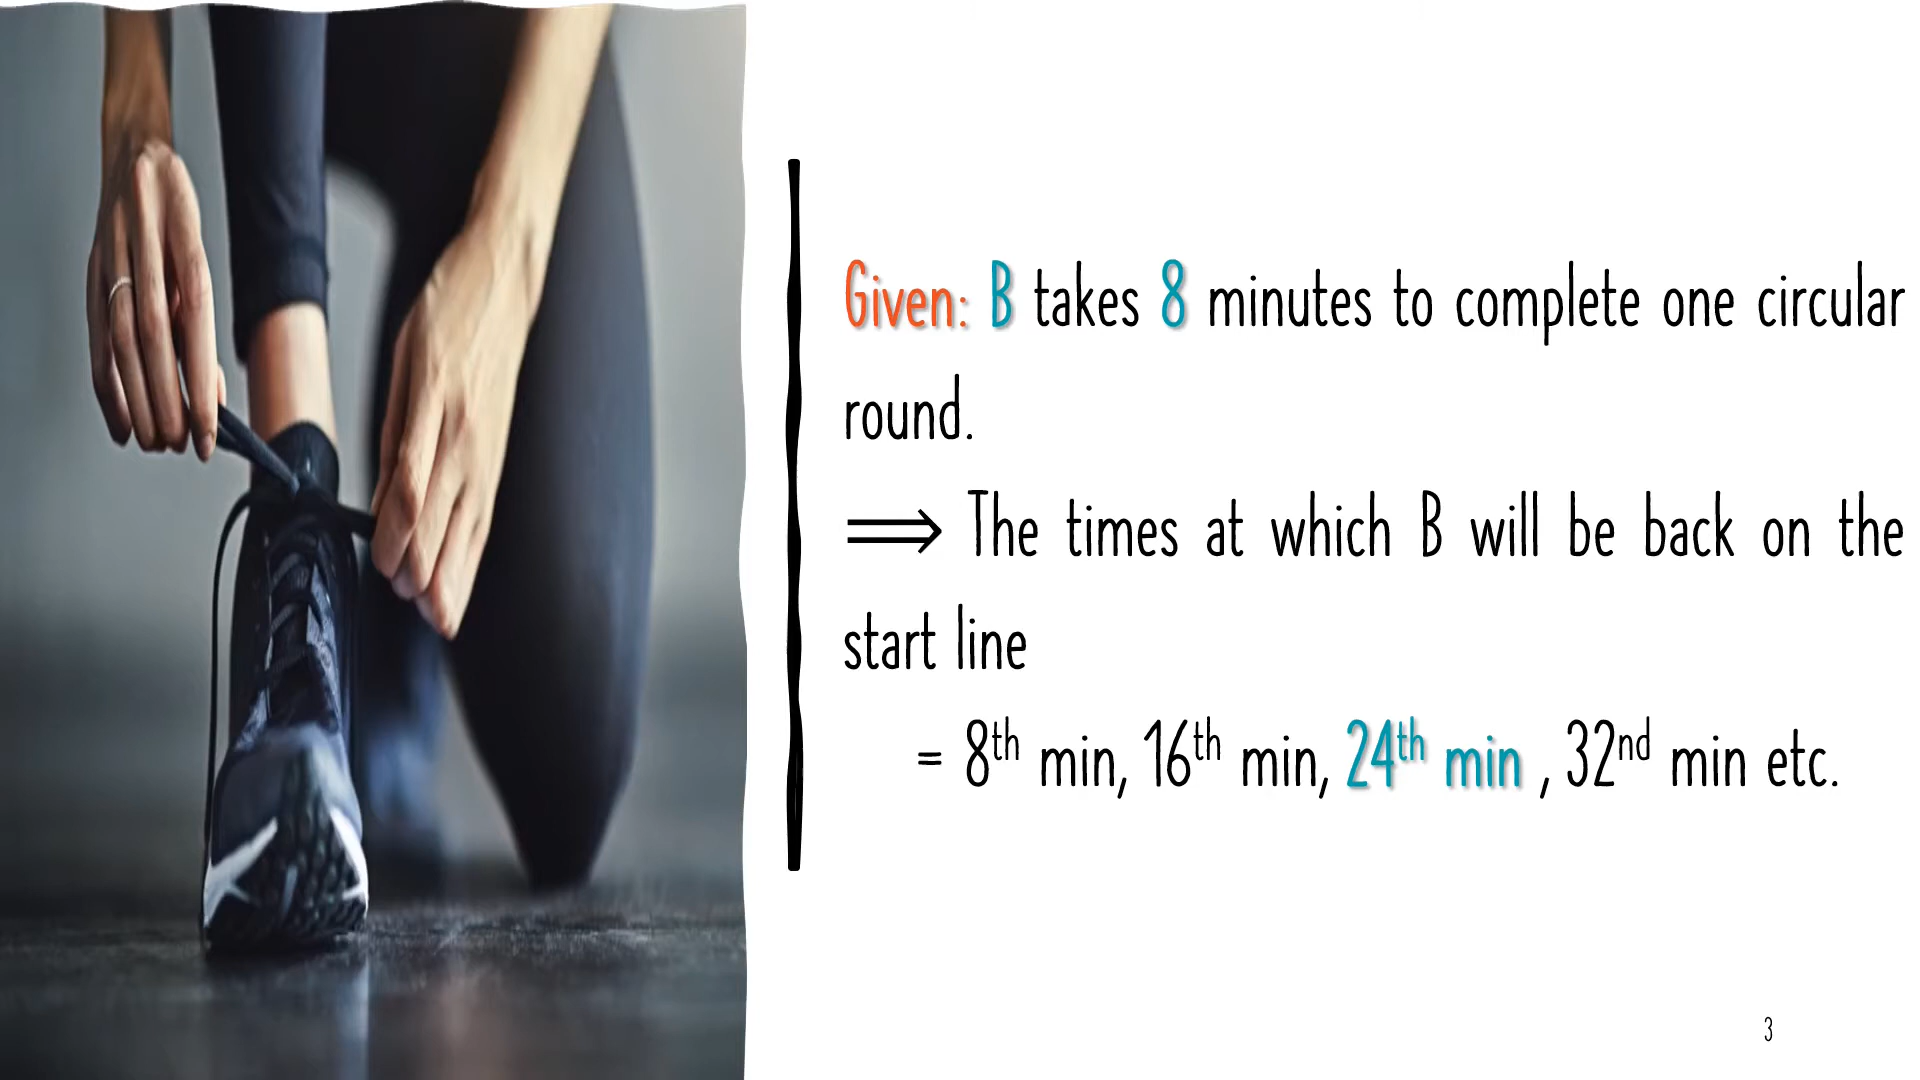 Given: B takes 8 minutes to complete one circular
round.
⟹ The times at which B will be back on the
start line
= 8th min, 16th min, 24th min , 32nd min etc.
3